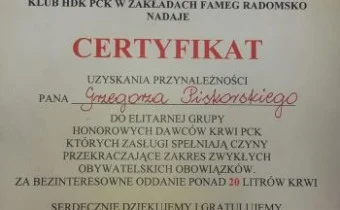 KLUB HDK PCK W ZAKŁADACH FAMEG RADOMSKO
NADAJE
CERTYFIKAT
UZYSKANIA PRZYNALEŻNOŚCI
PANA Grzegorza Piskorskiego
DO ELITARNEJ GRUPY
HONOROWYCH DAWCÓW KRWI PCK
KTÓRYCH ZASŁUGI SPEŁNIAJĄ CZYNY
PRZEKRACZAJĄCE ZAKRES ZWYKŁYCH
OBYWATELSKICH OBOWIĄZKÓW.
ZA BEZINTERESOWNE ODDANIE PONAD 20 LITRÓW KRWI
SERDECZNIE DZIĘKUJEMY I GRATULUJEMY